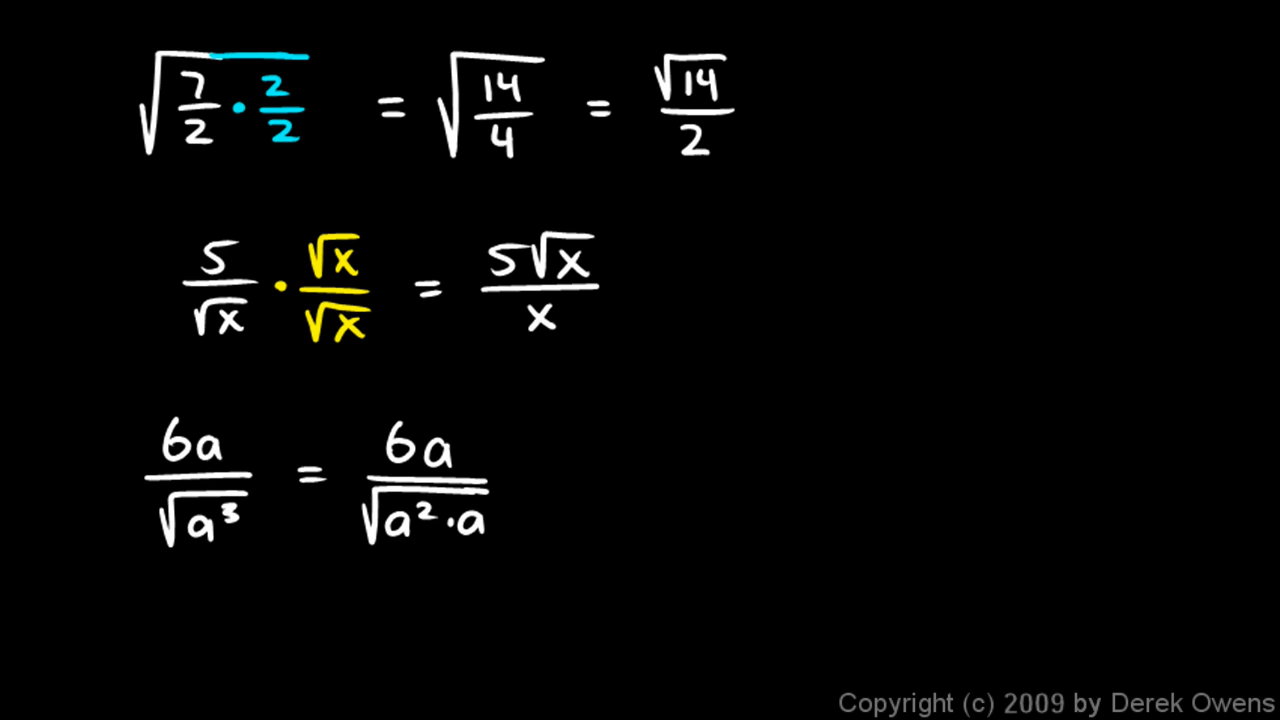 √(7/2 · 2/2) = √(14/4) = √14/2
5/√x · √x/√x = 5√x/x
6a/√(a³) = 6a/√(a² · a)
Copyright (c) 2009 by Derek Owens